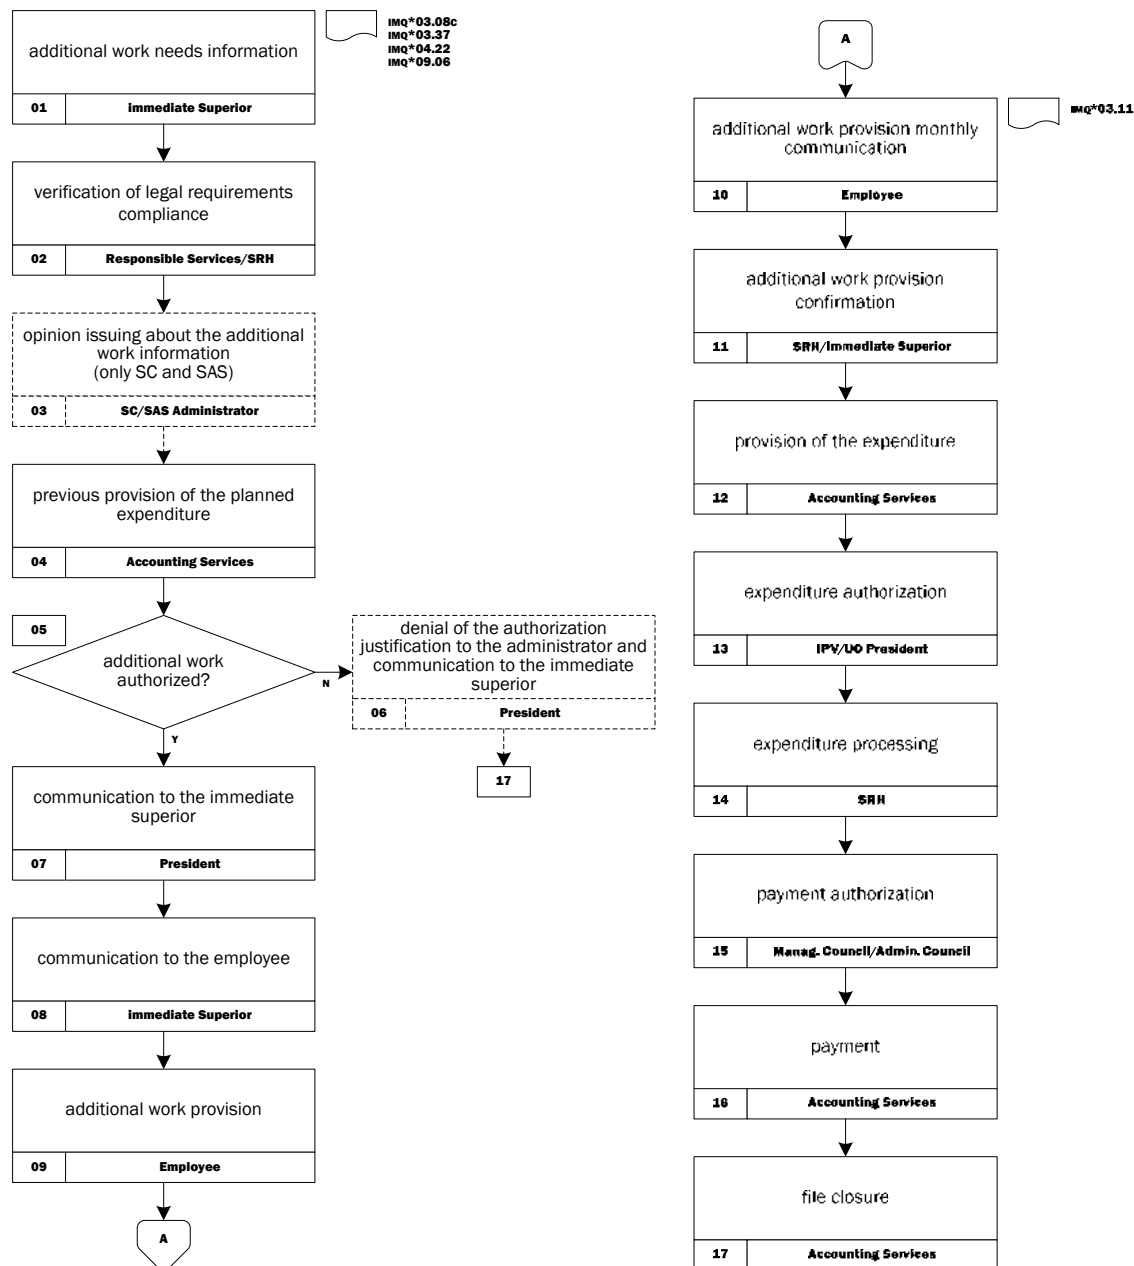 additional work needs information
01 immediate Superior
IMQ*03.08c
IMQ*03.37
IMQ*04.22
IMQ*09.06
verification of legal requirements
compliance
02 Responsible Services/SRH
opinion issuing about the additional
work information
(only SC and SAS)
03 SC/SAS Administrator
previous provision of the planned
expenditure
04 Accounting Services
05
additional work
authorized?
N
Y
denial of the authorization
justification to the administrator and
communication to the immediate
superior
06 President
17
communication to the immediate
superior
07 President
communication to the employee
08 immediate Superior
additional work provision
09 Employee
A
A
additional work provision monthly
communication
10 Employee
IMQ*03.11
additional work provision
confirmation
11 SRH/Immediate Superior
provision of the expenditure
12 Accounting Services
expenditure authorization
13 IPV/UO President
expenditure processing
14 SRH
payment authorization
15 Manag. Council/Admin. Council
payment
16 Accounting Services
file closure
17 Accounting Services